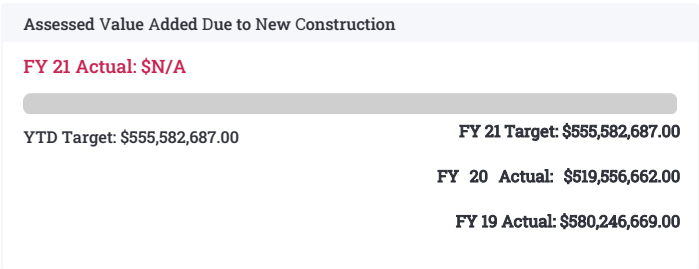 Assessed Value Added Due to New Construction
FY 21 Actual: $N/A
YTD Target: $555,582,687.00
FY 21 Target: $555,582,687.00
FY 20 Actual: $519,556,662.00
FY 19 Actual: $580,246,669.00